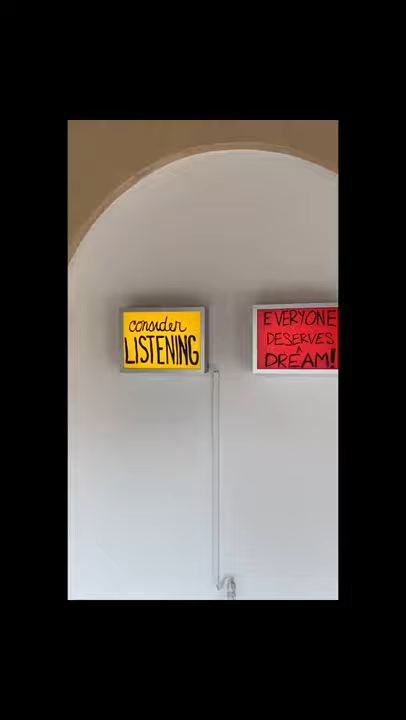 consider
LISTENING
EVERYONE
DESERVES
A
DREAM!